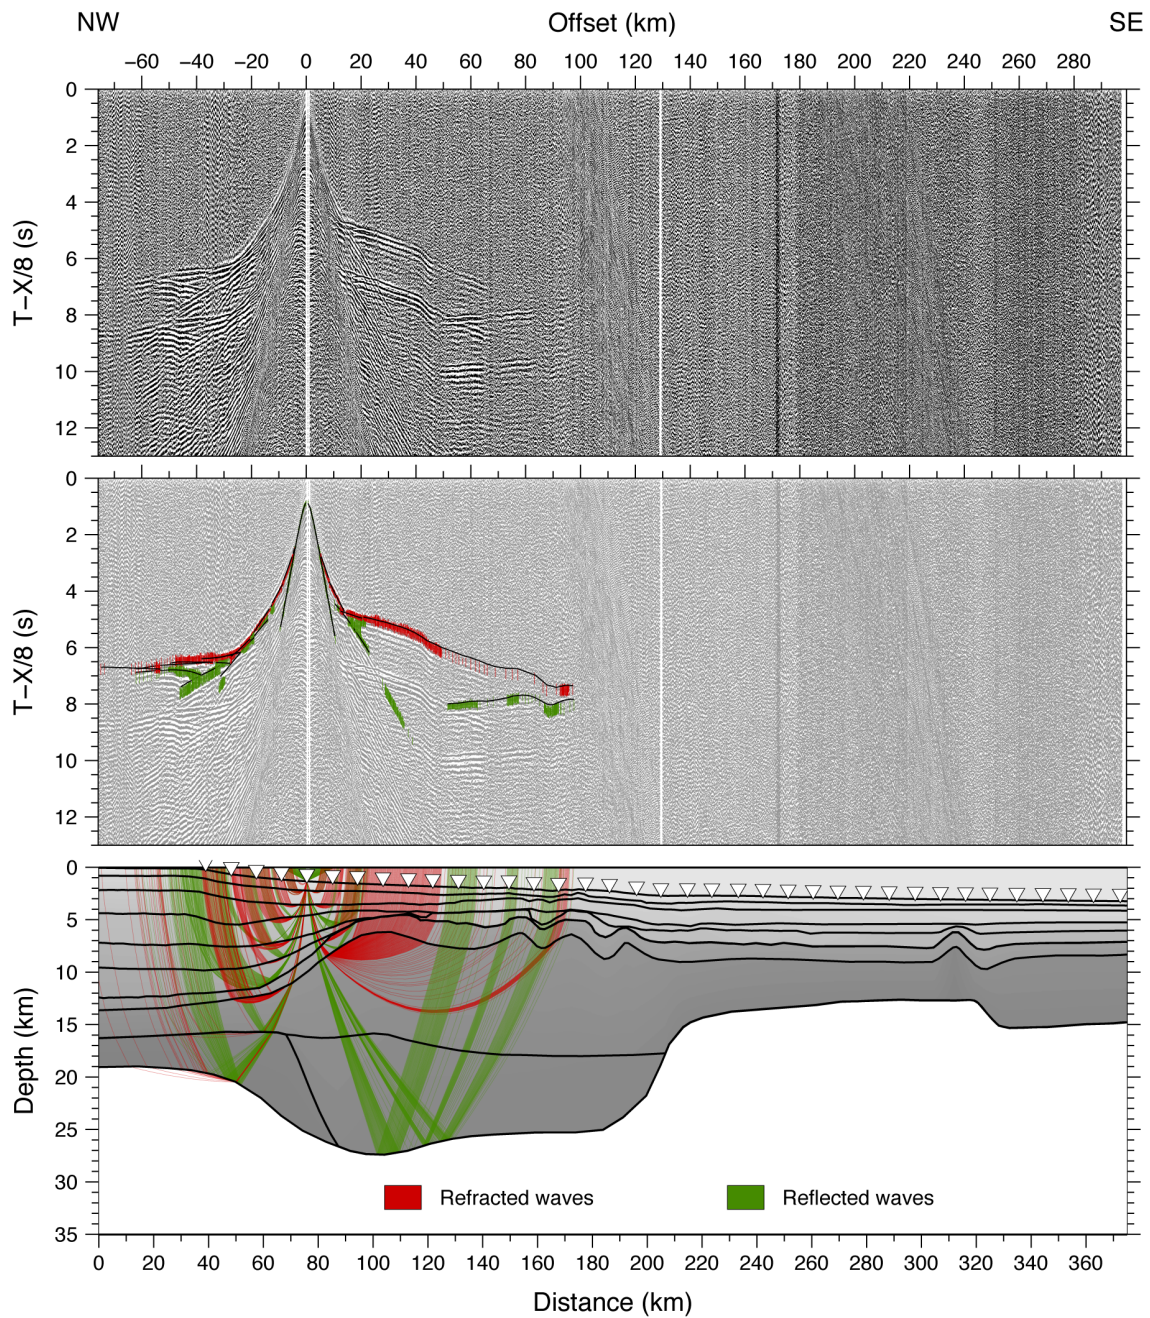 NW Offset (km) SE
−60 −40 −20 0 20 40 60 80 100 120 140 160 180 200 220 240 260 280
0
2
4
6
8
10
12
T−X/8 (s)
0
2
4
6
8
10
12
T−X/8 (s)
0
5
10
15
20
25
30
35
Depth (km)
Refracted waves Reflected waves
0 20 40 60 80 100 120 140 160 180 200 220 240 260 280 300 320 340 360
Distance (km)